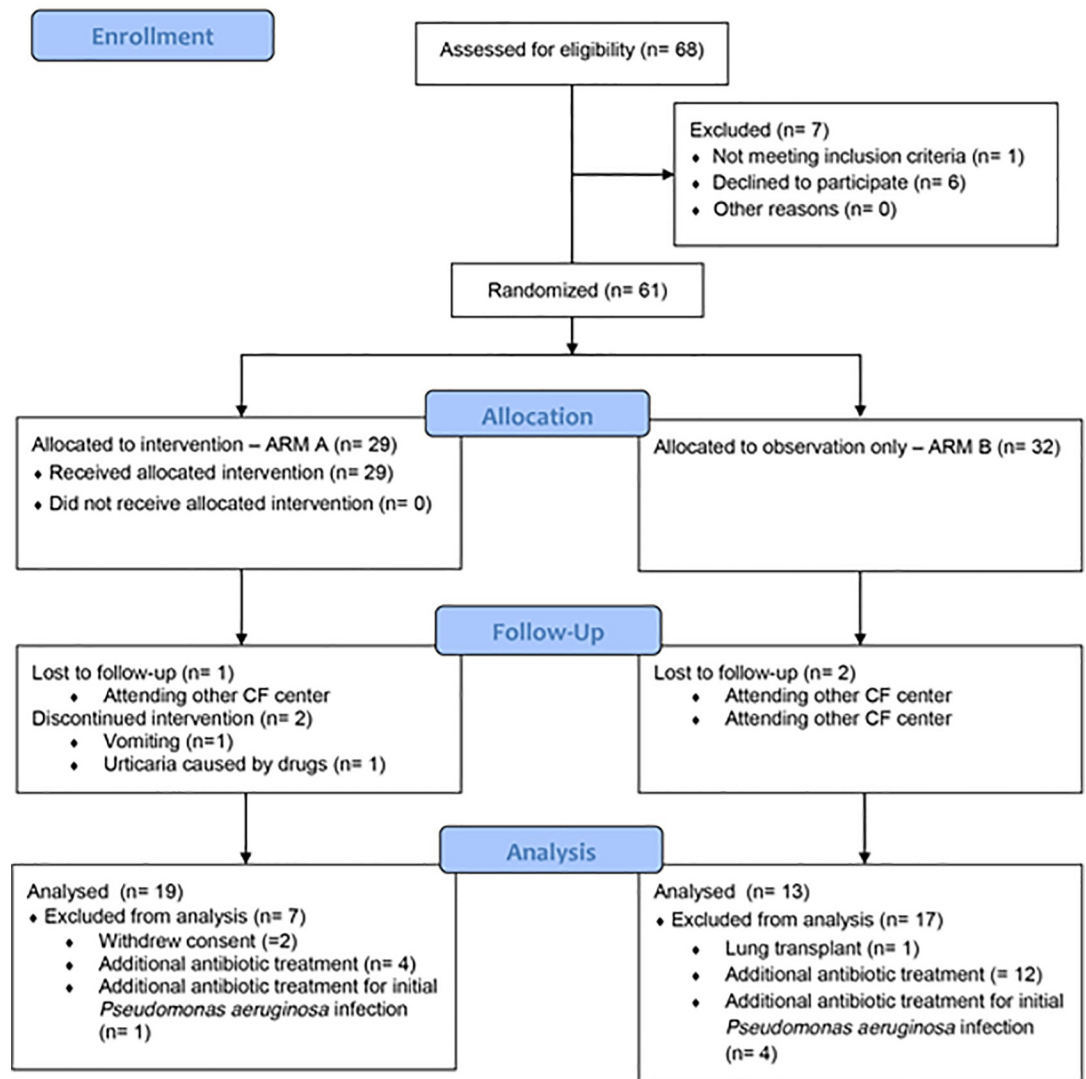 Enrollment
Assessed for eligibility (n= 68)
Excluded (n= 7)
♦ Not meeting inclusion criteria (n= 1)
♦ Declined to participate (n= 6)
♦ Other reasons (n= 0)
Randomized (n= 61)
Allocation
Allocated to intervention – ARM A (n= 29)
♦ Received allocated intervention (n= 29)
♦ Did not receive allocated intervention (n= 0)
Allocated to observation only – ARM B (n= 32)
Follow-Up
Lost to follow-up (n= 1)
♦ Attending other CF center
Discontinued intervention (n= 2)
♦ Vomiting (n=1)
♦ Urticaria caused by drugs (n= 1)
Lost to follow-up (n= 2)
♦ Attending other CF center
♦ Attending other CF center
Analysis
Analysed (n= 19)
♦ Excluded from analysis (n= 7)
♦ Withdrew consent (=2)
♦ Additional antibiotic treatment (n= 4)
♦ Additional antibiotic treatment for initial
Pseudomonas aeruginosa infection
(n= 1)
Analysed (n= 13)
♦ Excluded from analysis (n= 17)
♦ Lung transplant (n= 1)
♦ Additional antibiotic treatment (= 12)
♦ Additional antibiotic treatment for initial
Pseudomonas aeruginosa infection
(n= 4)